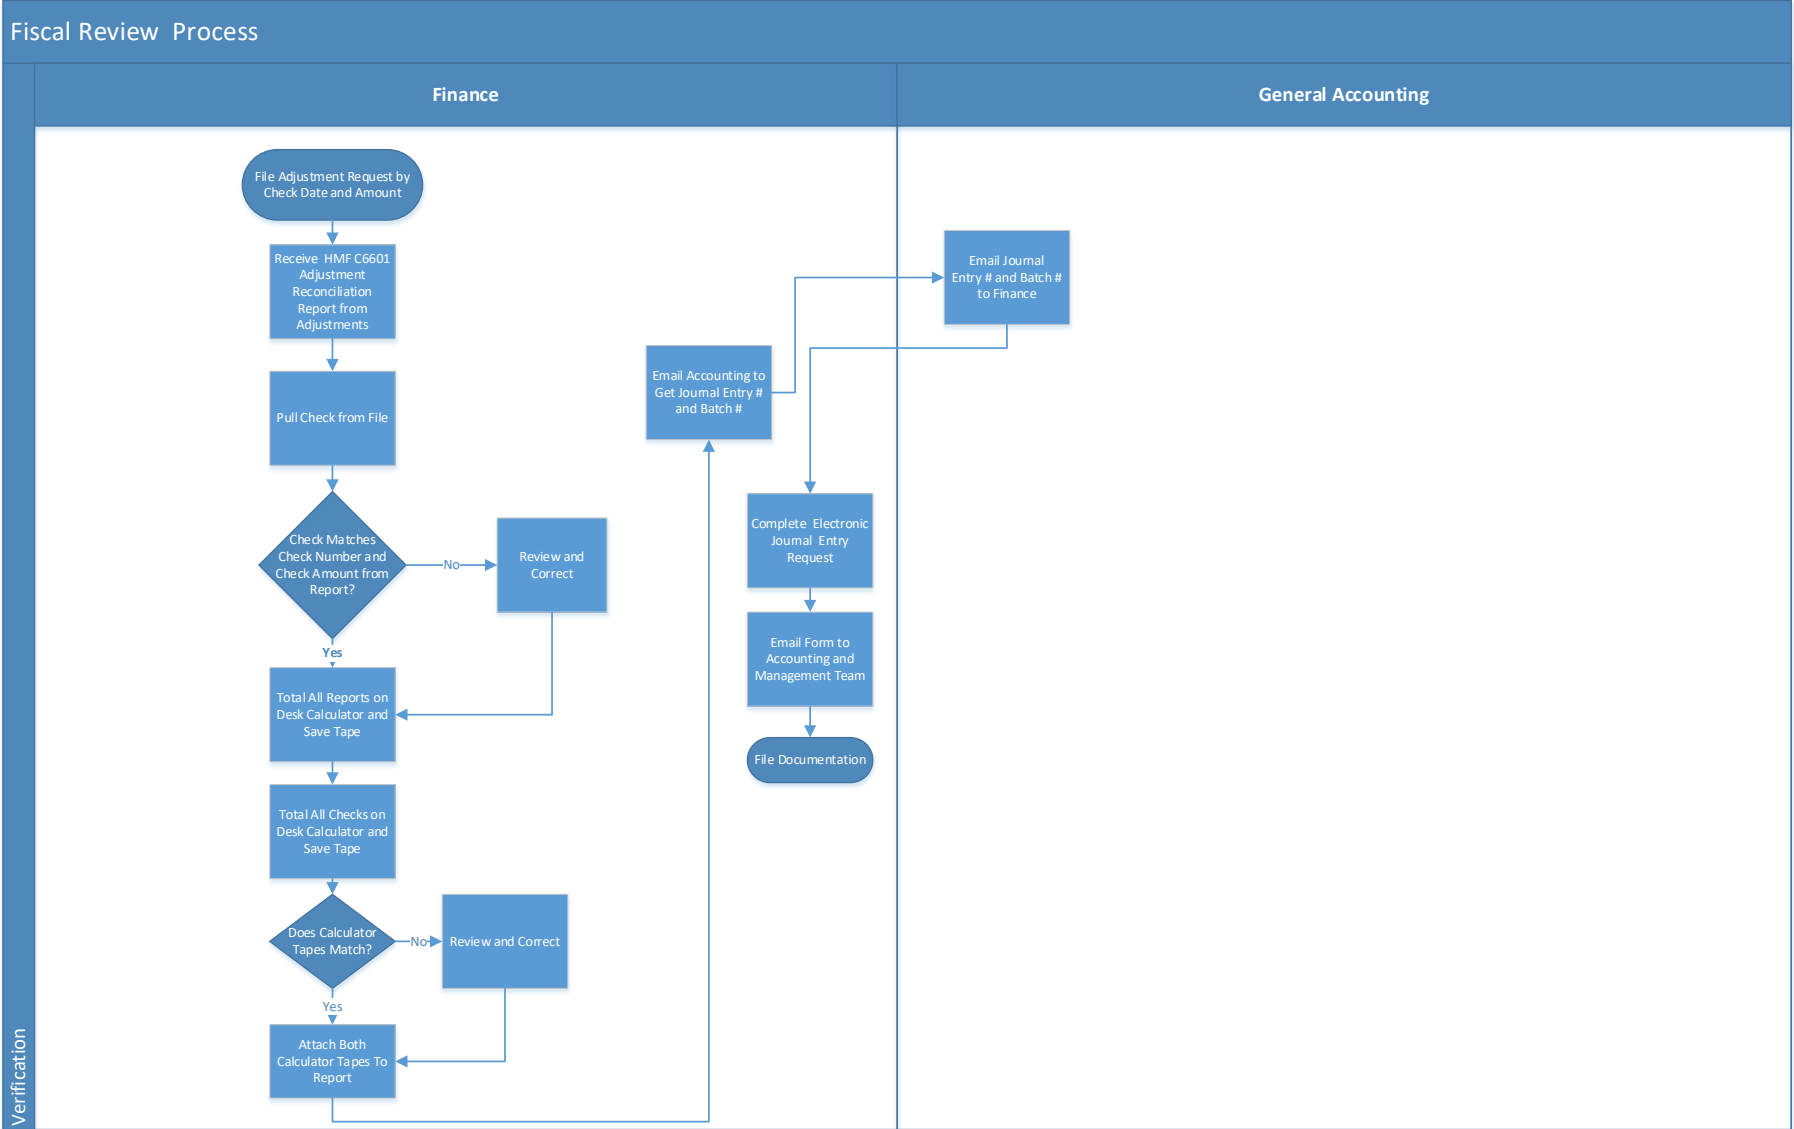 Fiscal Review Process
Finance
General Accounting
Verification
File Adjustment Request by
Check Date and Amount
Receive HMF C6601
Adjustment
Reconciliation
Report from
Adjustments
Pull Check from File
Check Matches
Check Number and
Check Amount from
Report?
No
Review and
Correct
Yes
Total All Reports on
Desk Calculator and
Save Tape
Total All Checks on
Desk Calculator and
Save Tape
Does Calculator
Tapes Match?
No
Review and Correct
Yes
Attach Both
Calculator Tapes To
Report
Email Accounting to
Get Journal Entry #
and Batch #
Email Journal
Entry # and Batch #
to Finance
Complete Electronic
Journal Entry
Request
Email Form to
Accounting and
Management Team
File Documentation